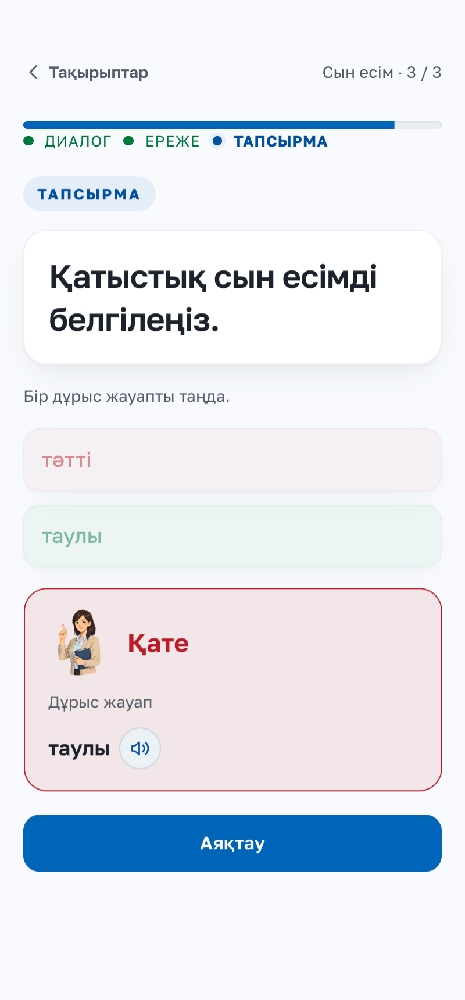 Тақырыптар
Сын есім · 3 / 3
ДИАЛОГ ЕРЕЖЕ ТАПСЫРМА
ТАПСЫРМА
Қатыстық сын есімді
белгілеңіз.
Бір дұрыс жауапты таңда.
тәтті
таулы
Қате
Дұрыс жауап
таулы
Аяқтау